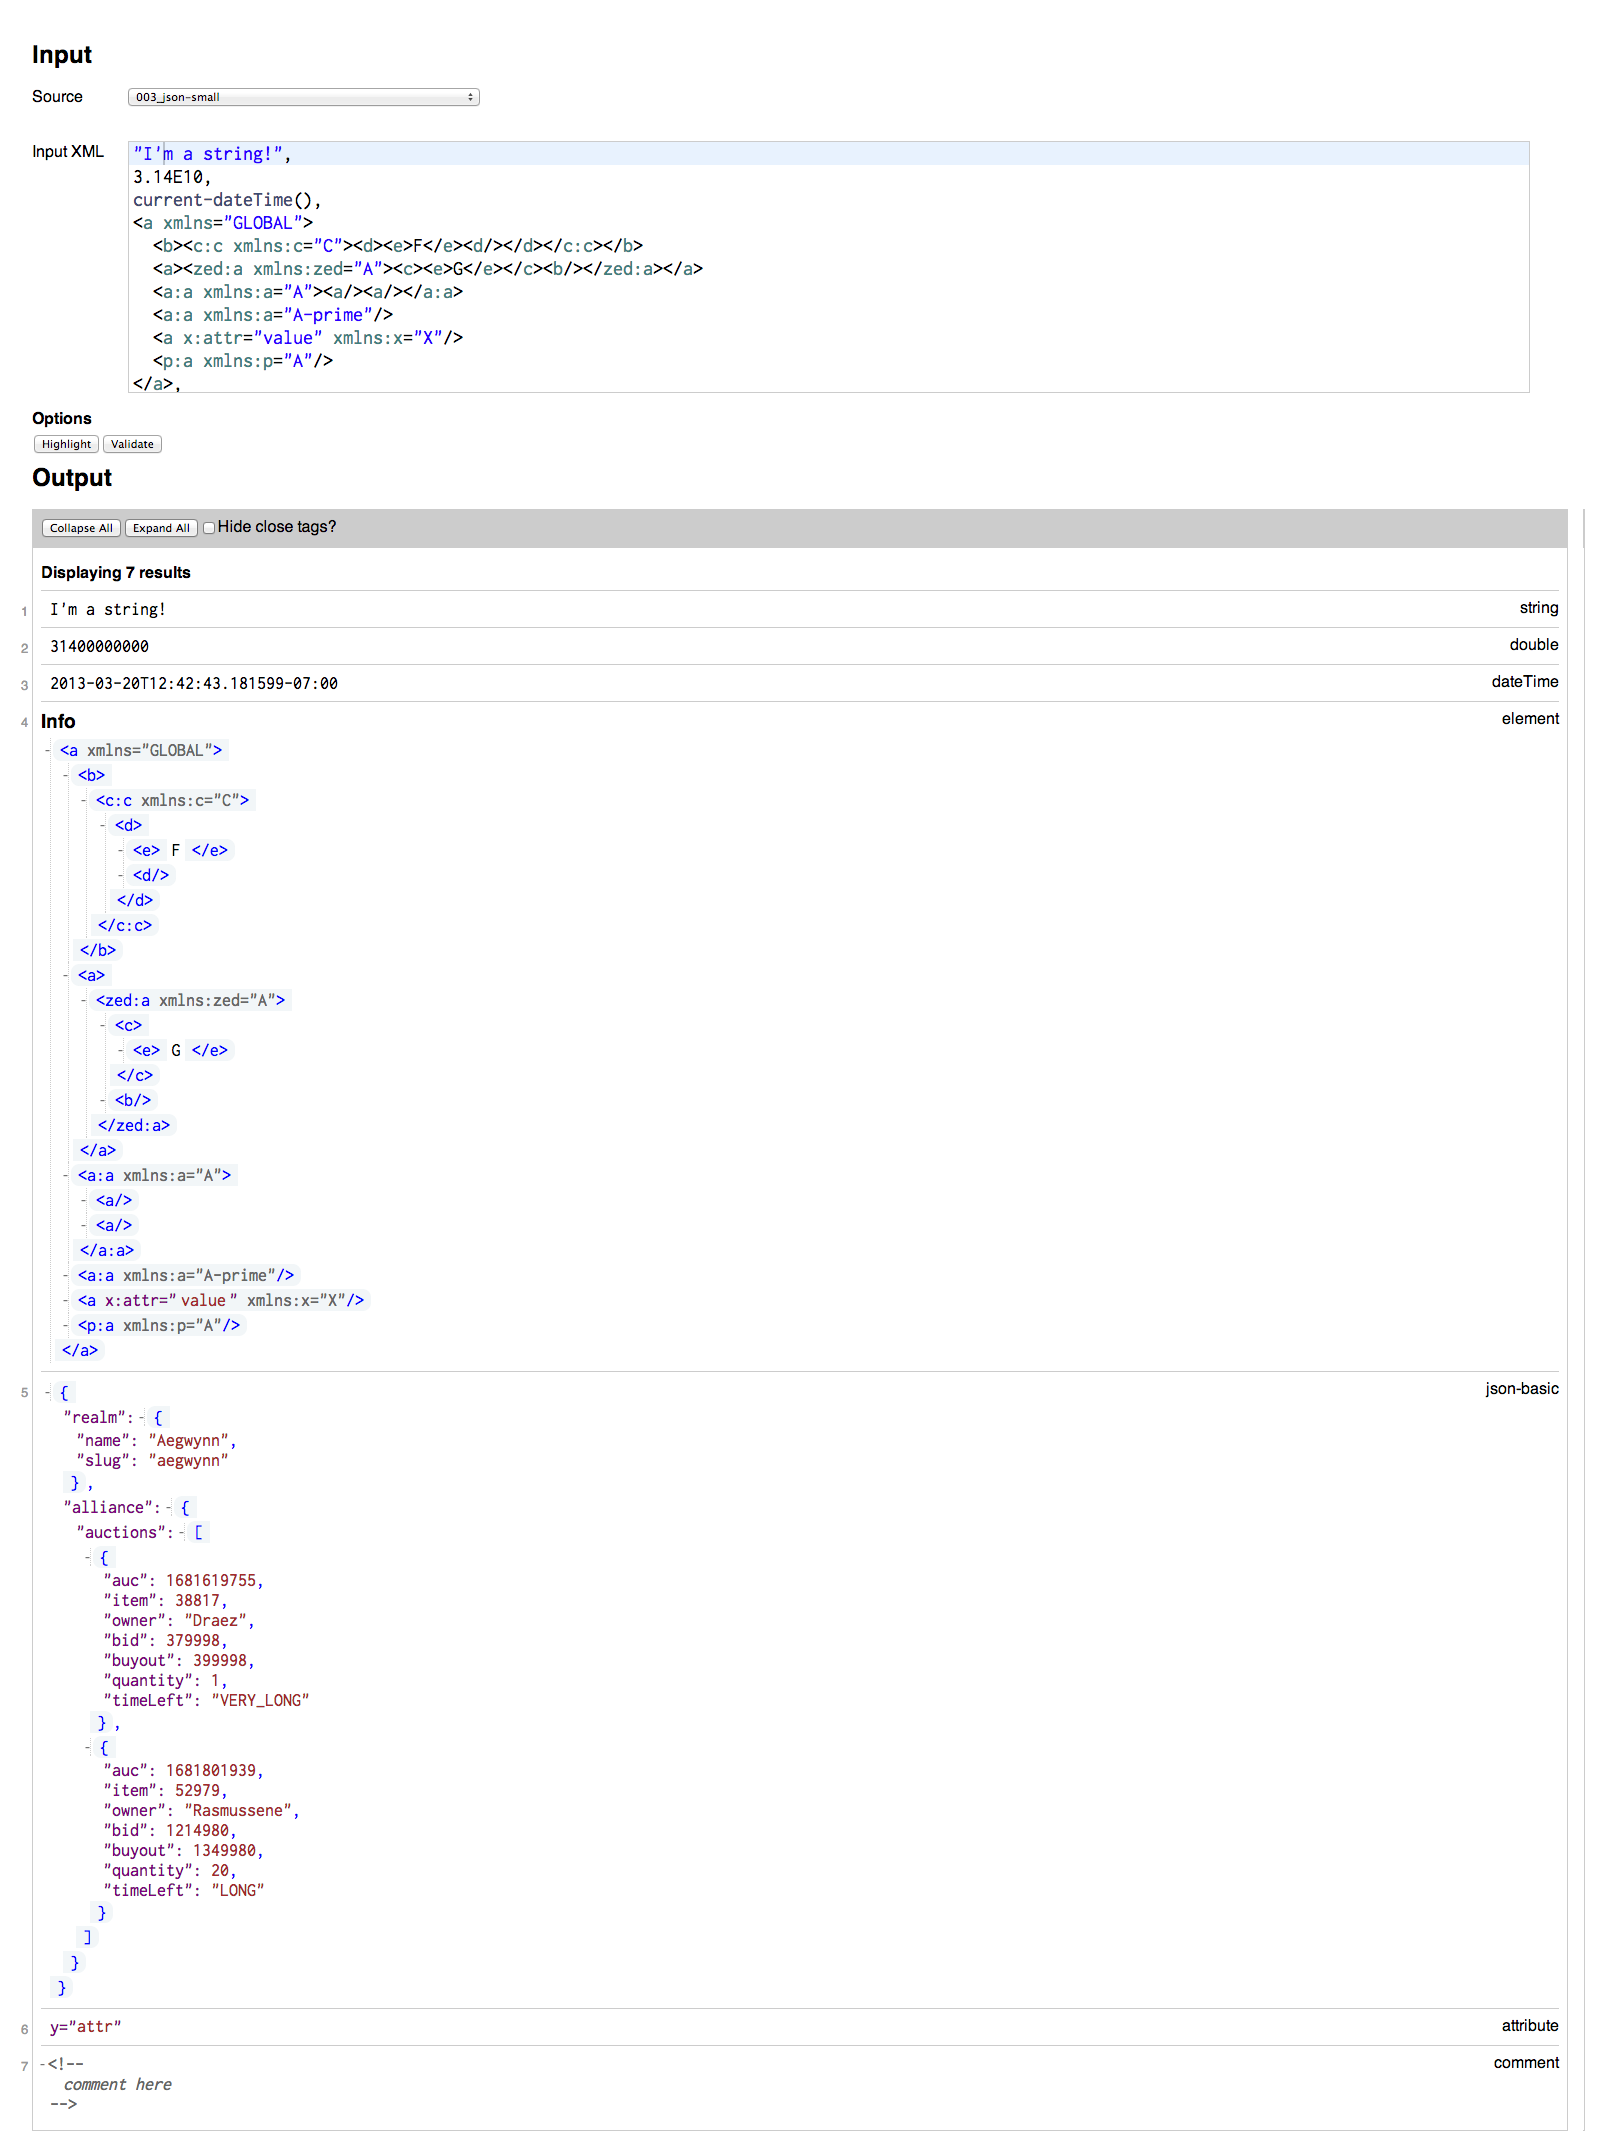 Input
Source 003_json-small
Input XML
"I'm a string!",
3.14E10,
current-dateTime(),
<a xmlns="GLOBAL">
  <b><c:c xmlns:c="C"><d><e>F</e><d/></d></c:c></b>
  <a><zed:a xmlns:zed="A"><c><e>G</e></c><b/></zed:a></a>
  <a:a xmlns:a="A"><a/><a/></a:a>
  <a:a xmlns:a="A-prime"/>
  <a x:attr="value" xmlns:x="X"/>
  <p:a xmlns:p="A"/>
</a>,
Options
Highlight Validate
Output
Collapse All Expand All Hide close tags?
Displaying 7 results
1 I'm a string! string
2 31400000000 double
3 2013-03-20T12:42:43.181599-07:00 dateTime
4 Info element
- <a xmlns="GLOBAL">
- <b>
- <c:c xmlns:c="C">
- <d>
- <e> F </e>
- <d/>
</d>
</c:c>
</b>
- <a>
- <zed:a xmlns:zed="A">
- <c>
- <e> G </e>
</c>
- <b/>
</zed:a>
</a>
- <a:a xmlns:a="A">
- <a/>
- <a/>
</a:a>
- <a:a xmlns:a="A-prime"/>
- <a x:attr="value" xmlns:x="X"/>
- <p:a xmlns:p="A"/>
</a>
5 - { json-basic
"realm": - {
"name": "Aegwynn",
"slug": "aegwynn"
} ,
"alliance": - {
"auctions": - [
- {
"auc": 1681619755,
"item": 38817,
"owner": "Draez",
"bid": 379998,
"buyout": 399998,
"quantity": 1,
"timeLeft": "VERY_LONG"
} ,
- {
"auc": 1681801939,
"item": 52979,
"owner": "Rasmussene",
"bid": 1214980,
"buyout": 1349980,
"quantity": 20,
"timeLeft": "LONG"
}
]
}
}
6 y="attr" attribute
7 -<!-- comment
comment here
-->